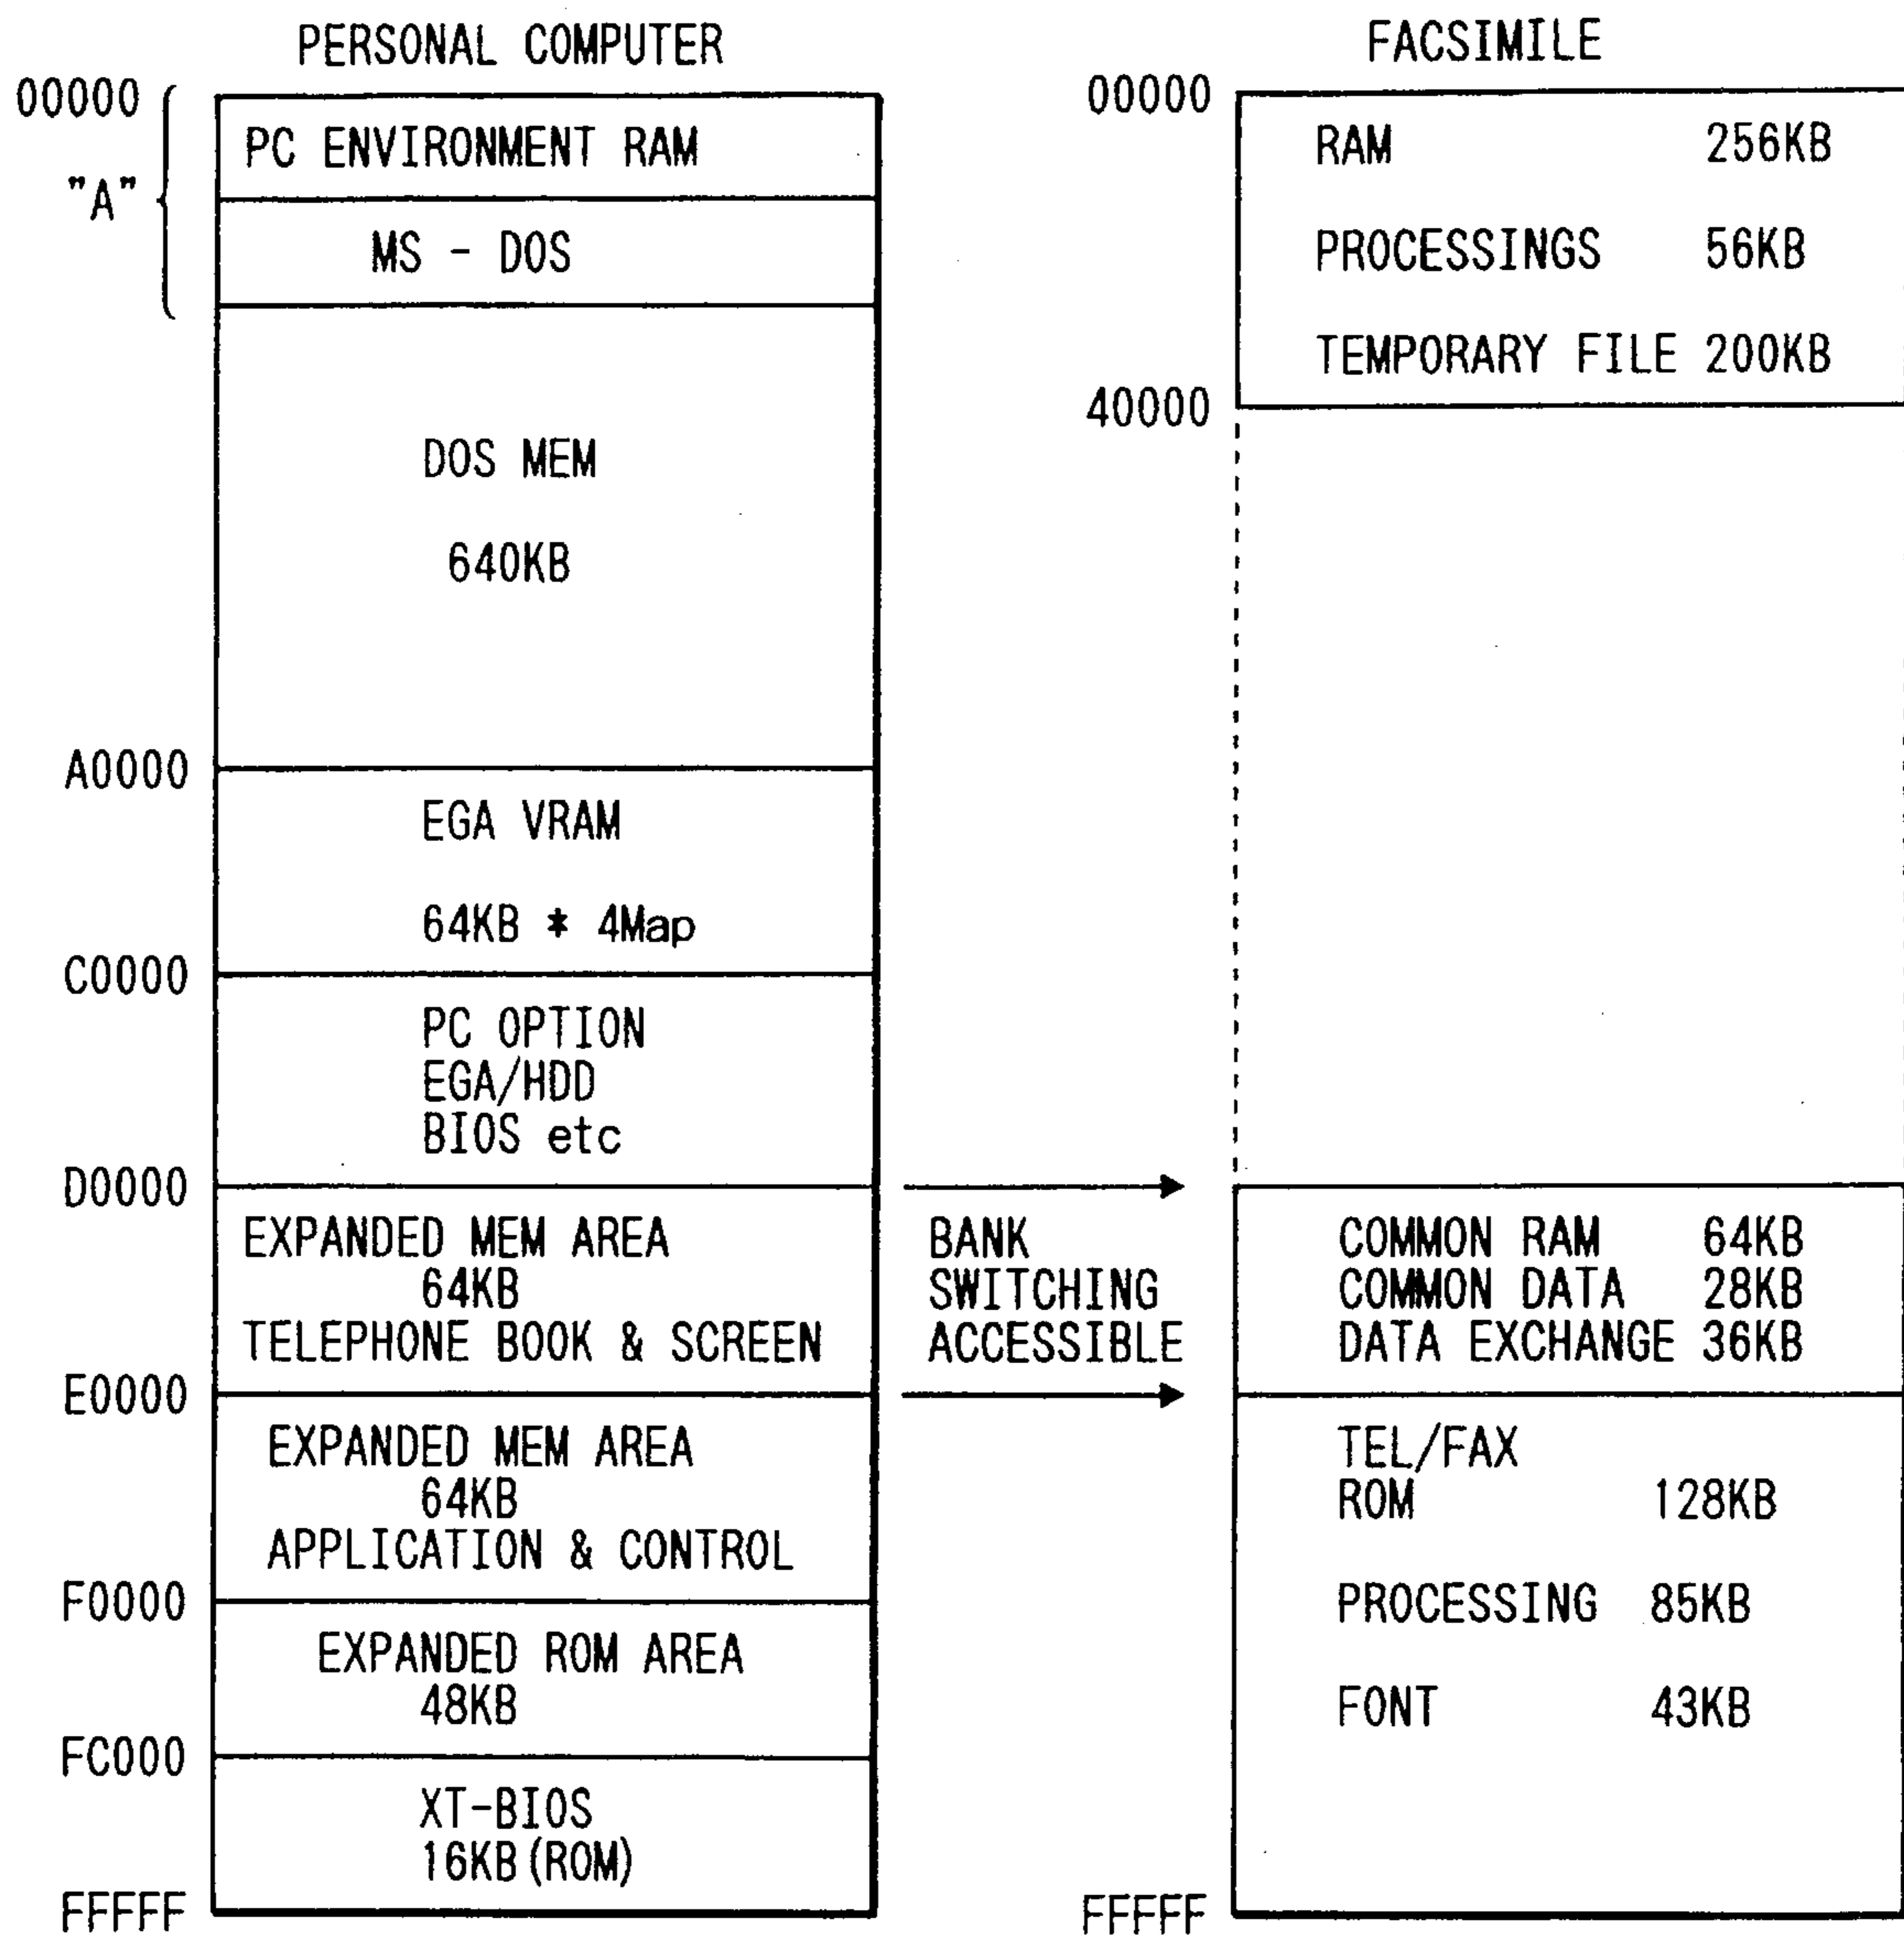 PERSONAL COMPUTER
00000
"A"
PC ENVIRONMENT RAM
MS - DOS
DOS MEM
640KB
A0000
EGA VRAM
64KB * 4Map
C0000
PC OPTION
EGA/HDD
BIOS etc
D0000
EXPANDED MEM AREA
64KB
TELEPHONE BOOK & SCREEN
E0000
EXPANDED MEM AREA
64KB
APPLICATION & CONTROL
F0000
EXPANDED ROM AREA
48KB
FC000
XT-BIOS
16KB(ROM)
FFFFF
BANK
SWITCHING
ACCESSIBLE
FACSIMILE
00000
RAM 256KB
PROCESSINGS 56KB
TEMPORARY FILE 200KB
40000
COMMON RAM 64KB
COMMON DATA 28KB
DATA EXCHANGE 36KB
TEL/FAX
ROM 128KB
PROCESSING 85KB
FONT 43KB
FFFFF